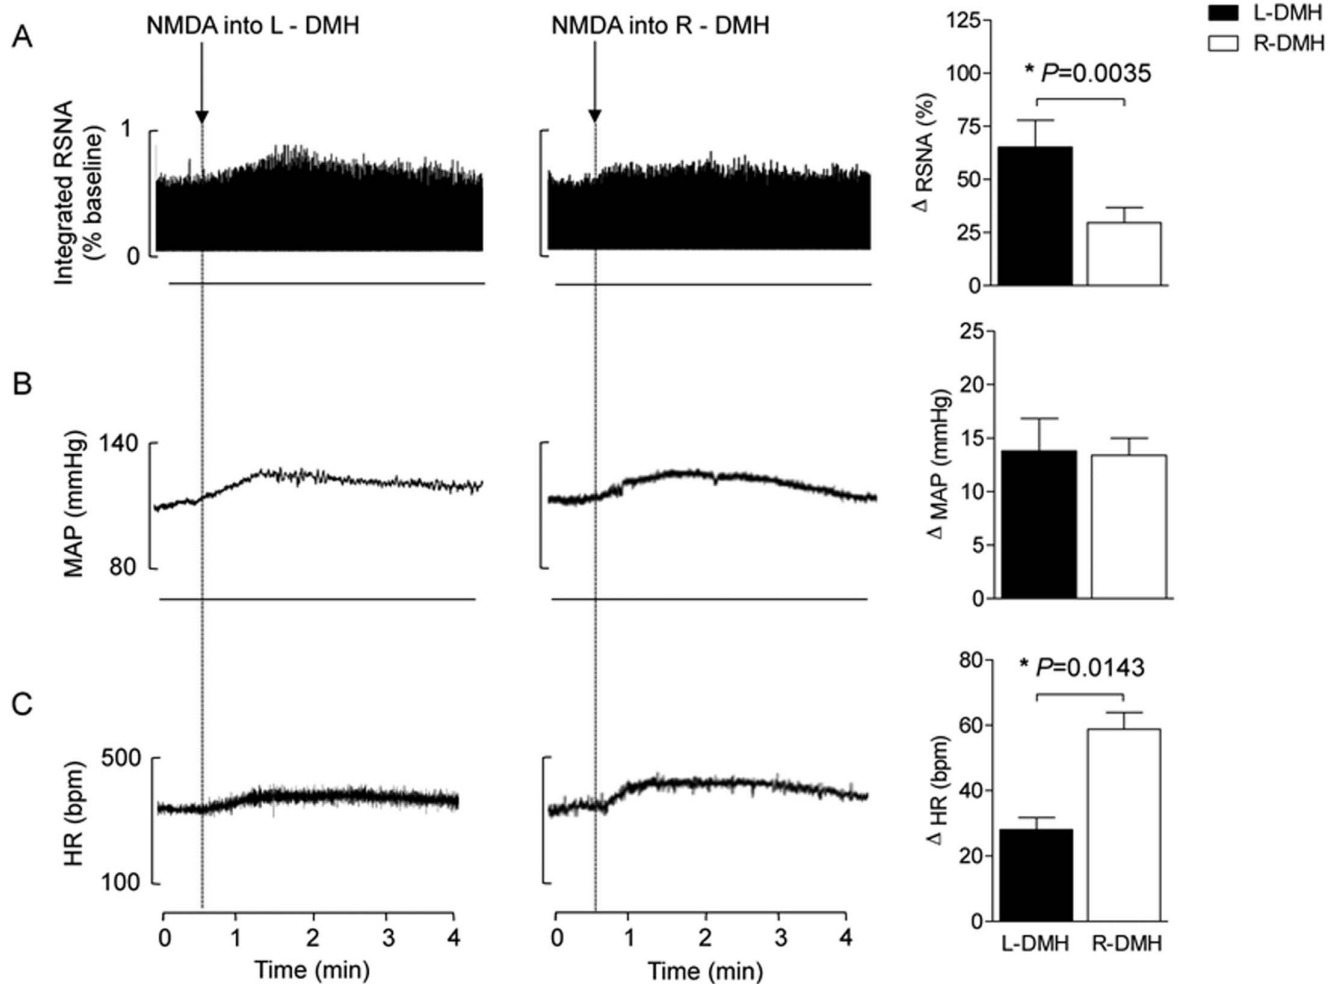 A
NMDA into L - DMH
NMDA into R - DMH
L-DMH
R-DMH
Integrated RSNA
(% baseline)
1
0
Δ RSNA (%)
125
100
75
50
25
0
* P=0.0035
B
MAP (mmHg)
140
80
Δ MAP (mmHg)
25
20
15
10
5
0
C
HR (bpm)
500
100
0 1 2 3 4
Time (min)
0 1 2 3 4
Time (min)
Δ HR (bpm)
80
60
40
20
0
* P=0.0143
L-DMH R-DMH